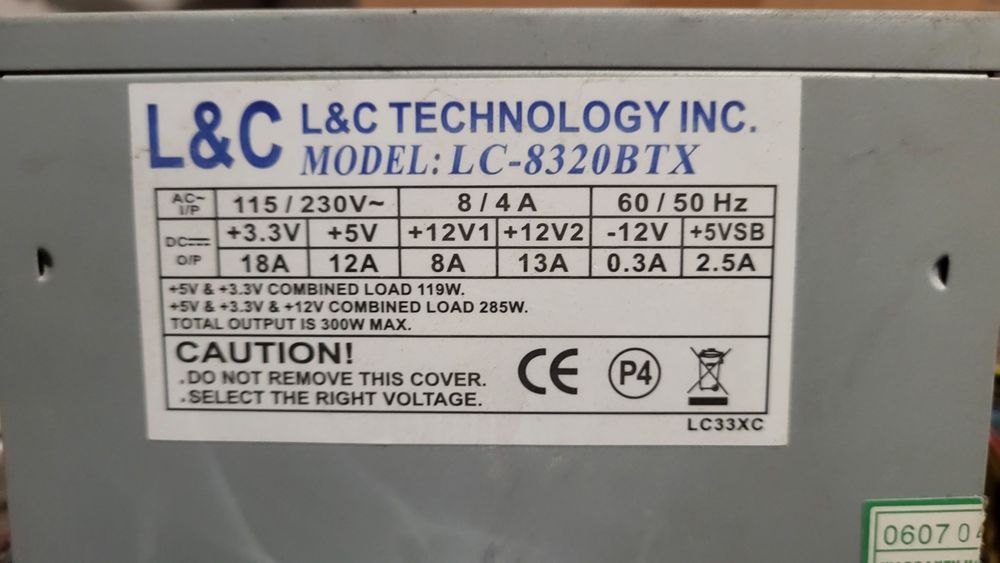 L&C
L&C TECHNOLOGY INC.
MODEL: LC-8320BTX
AC~ I/P 115 / 230V~ 8 / 4 A 60 / 50 Hz
DC O/P +3.3V +5V +12V1 +12V2 -12V +5VSB
18A 12A 8A 13A 0.3A 2.5A
+5V & +3.3V COMBINED LOAD 119W.
+5V & +3.3V & +12V COMBINED LOAD 285W.
TOTAL OUTPUT IS 300W MAX.
CAUTION!
.DO NOT REMOVE THIS COVER.
.SELECT THE RIGHT VOLTAGE.
CE P4
LC33XC
0607 04